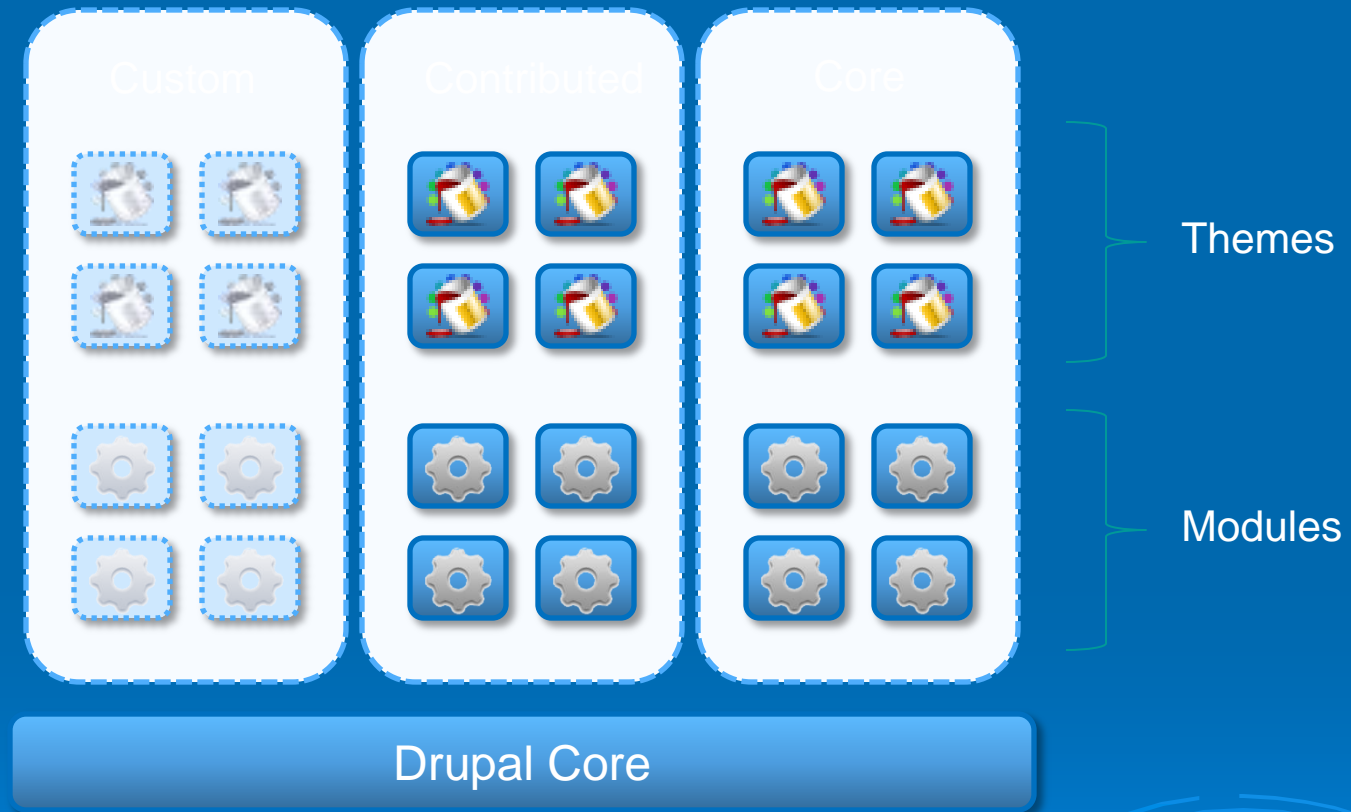 Custom
Contributed
Core
Themes
Modules
Drupal Core